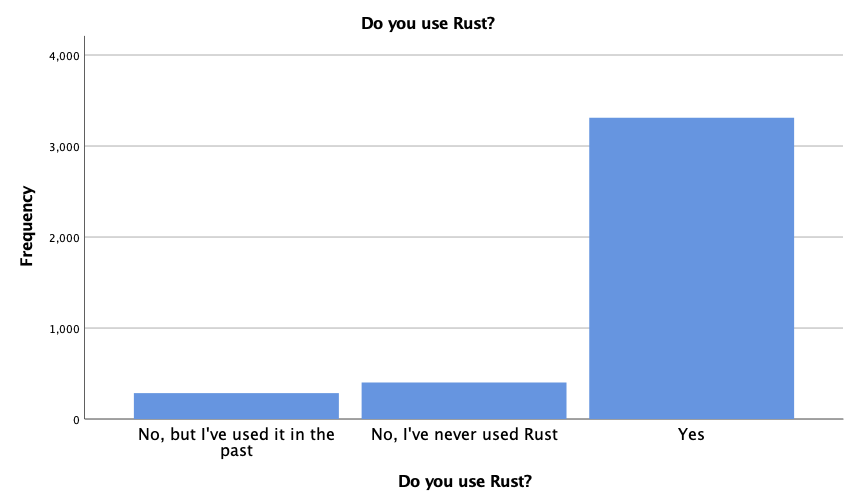 Do you use Rust?
4,000
3,000
2,000
1,000
0
Frequency
No, but I've used it in the
past
No, I've never used Rust
Yes
Do you use Rust?